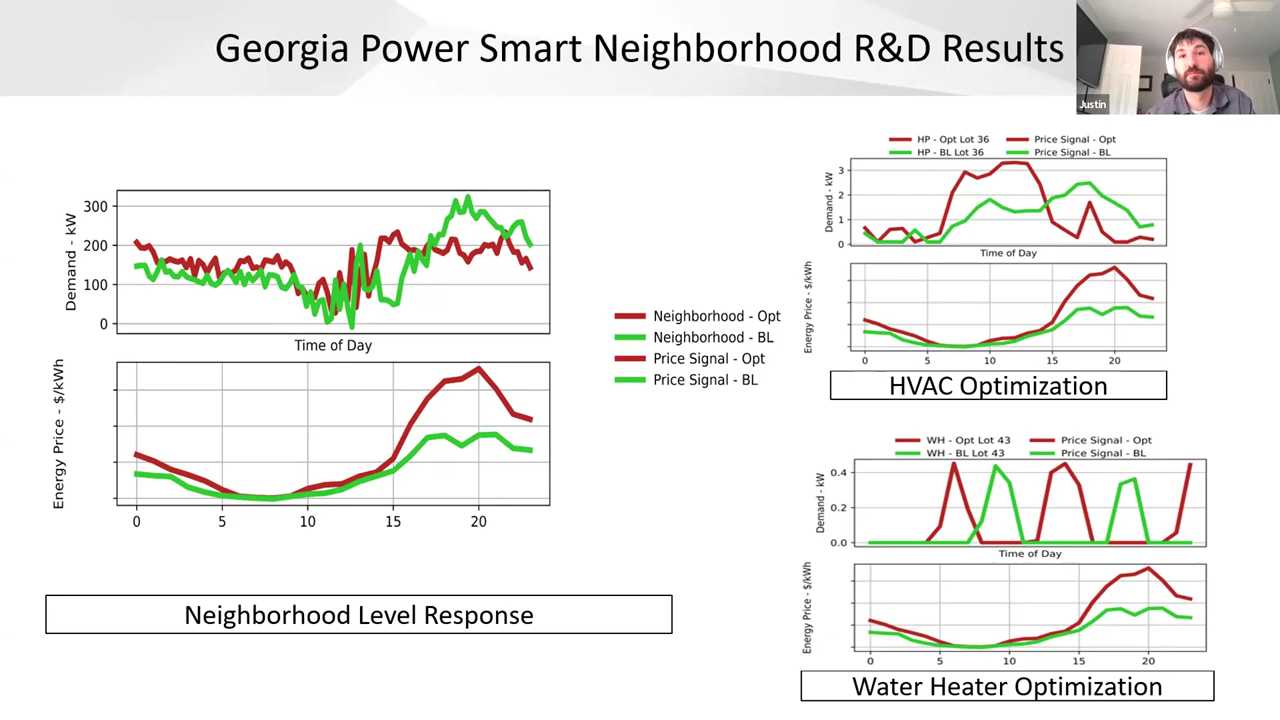 Georgia Power Smart Neighborhood R&D Results
Justin
300
200
100
0
Demand - kW
Time of Day
Energy Price - $/kWh
0 5 10 15 20
Neighborhood - Opt
Neighborhood - BL
Price Signal - Opt
Price Signal - BL
Neighborhood Level Response
HP - Opt Lot 36 Price Signal - Opt
HP - BL Lot 36 Price Signal - BL
3
2
1
0
Demand - kW
Time of Day
Energy Price - $/kWh
0 5 10 15 20
HVAC Optimization
WH - Opt Lot 43 Price Signal - Opt
WH - BL Lot 43 Price Signal - BL
0.4
0.2
0.0
Demand - kW
Time of Day
Energy Price - $/kWh
0 5 10 15 20
Water Heater Optimization